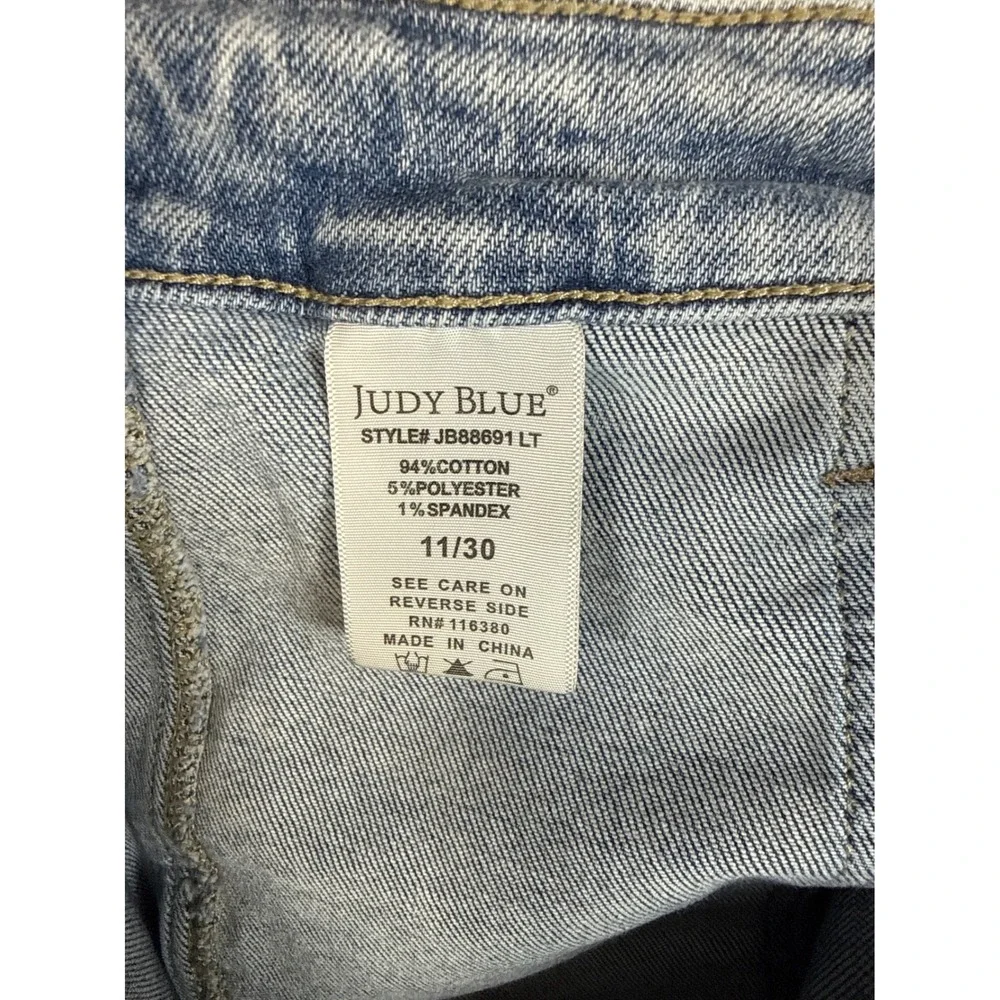 JUDY BLUE®
STYLE# JB88691 LT
94%COTTON
5%POLYESTER
1%SPANDEX
11/30
SEE CARE ON
REVERSE SIDE
RN# 116380
MADE IN CHINA